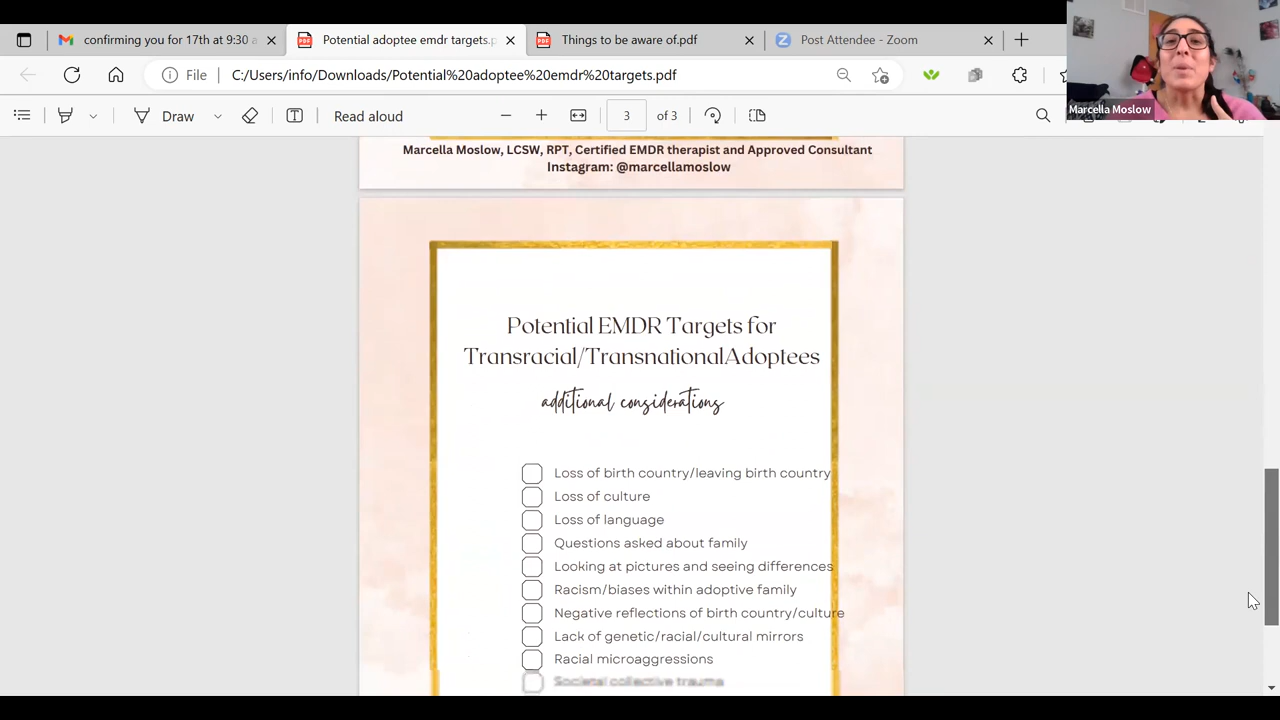 confirming you for 17th at 9:30 a
Potential adoptee emdr targets.p
Things to be aware of.pdf
Post Attendee - Zoom
File
C:/Users/info/Downloads/Potential%20adoptee%20emdr%20targets.pdf
Draw
Read aloud
3
of 3
Marcella Moslow
Marcella Moslow, LCSW, RPT, Certified EMDR therapist and Approved Consultant
Instagram: @marcellamoslow
Potential EMDR Targets for
Transracial/TransnationalAdoptees
additional considerations
Loss of birth country/leaving birth country
Loss of culture
Loss of language
Questions asked about family
Looking at pictures and seeing differences
Racism/biases within adoptive family
Negative reflections of birth country/culture
Lack of genetic/racial/cultural mirrors
Racial microaggressions
Societal collective trauma